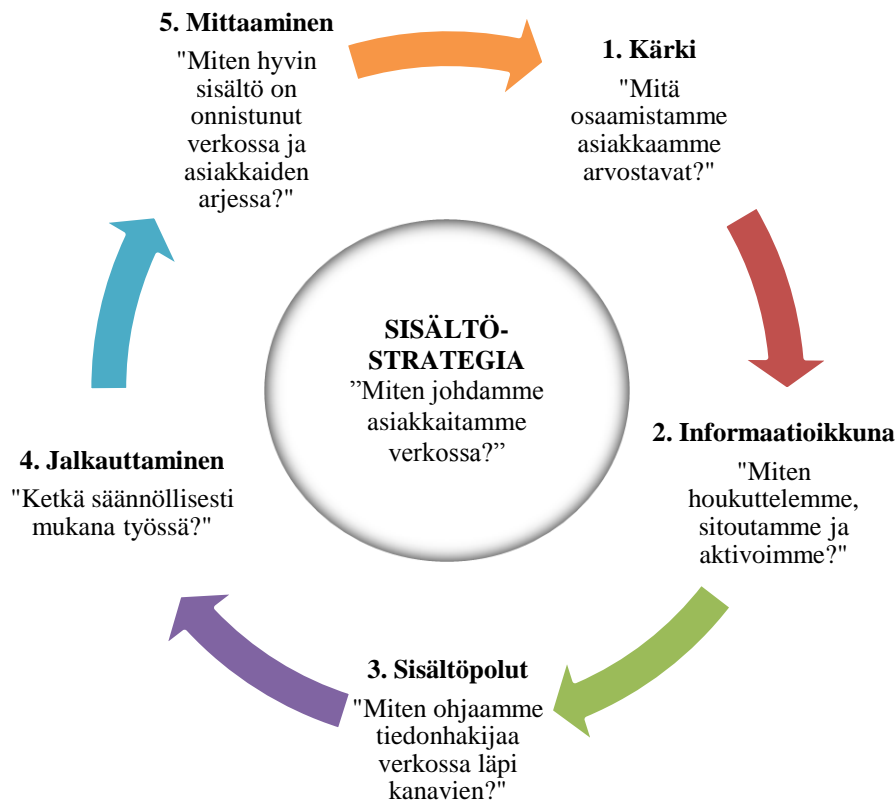 5. Mittaaminen
"Miten hyvin
sisältö on
onnistunut
verkossa ja
asiakkaiden
arjessa?"
1. Kärki
"Mitä
osaamistamme
asiakkaamme
arvostavat?"
SISÄLTÖ-
STRATEGIA
”Miten johdamme
asiakkaitamme
verkossa?”
2. Informaatioikkuna
"Miten
houkuttelemme,
sitoutamme ja
aktivoimme?"
4. Jalkauttaminen
"Ketkä säännöllisesti
mukana työssä?"
3. Sisältöpolut
"Miten ohjaamme
tiedonhakijaa
verkossa läpi
kanavien?"